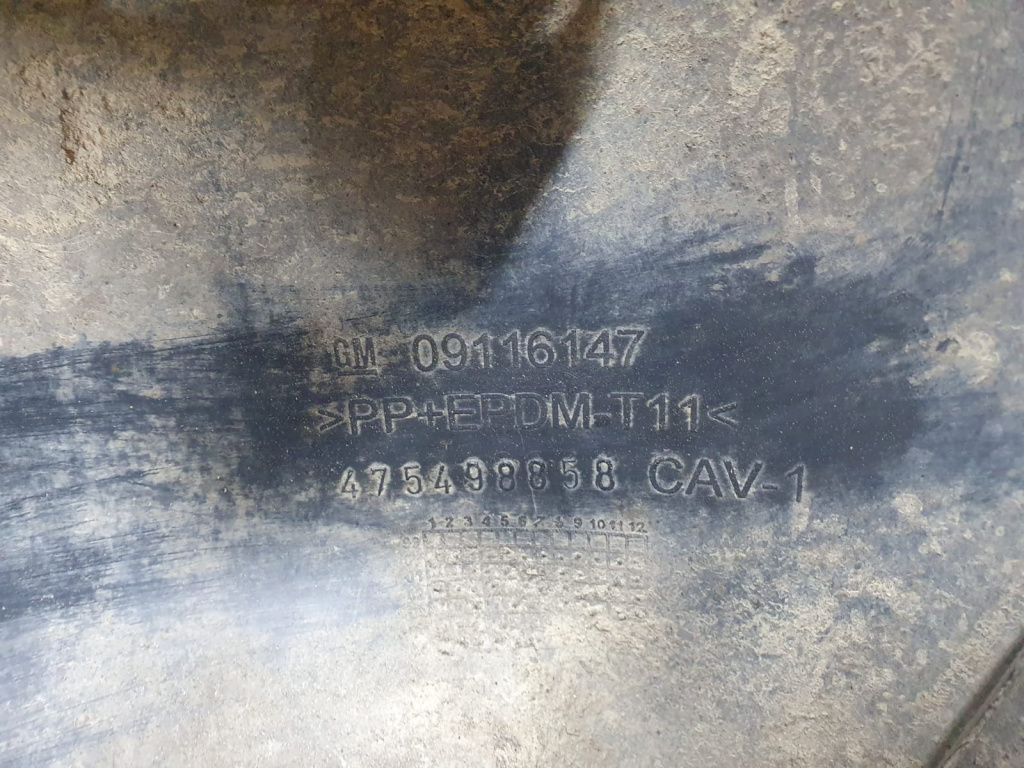 GM 09116147
>PP+EPDM-T11<
475498858 CAV-1
1 2 3 4 5 6 7 8 9 10 11 12